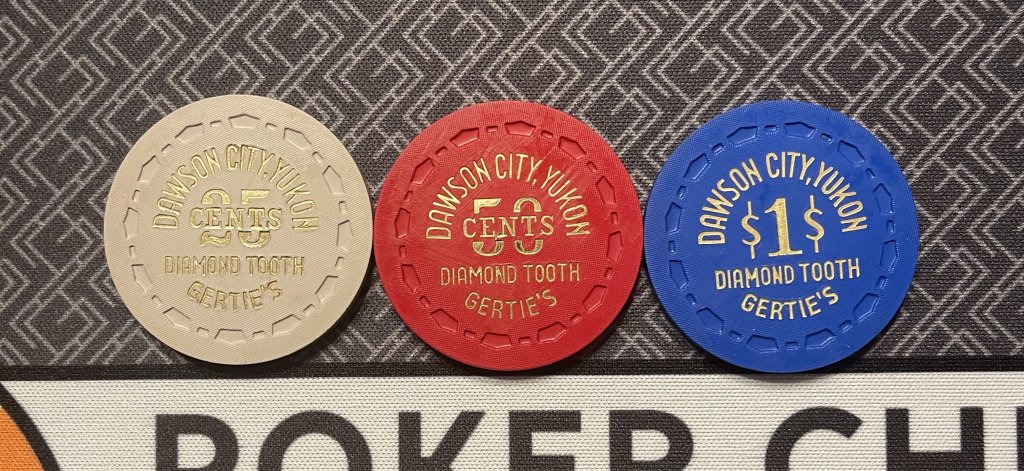 DAWSON CITY, YUKON
25
CENTS
DIAMOND TOOTH
GERTIE'S
DAWSON CITY, YUKON
50
CENTS
DIAMOND TOOTH
GERTIE'S
DAWSON CITY, YUKON
$1$
DIAMOND TOOTH
GERTIE'S
POKER CHI